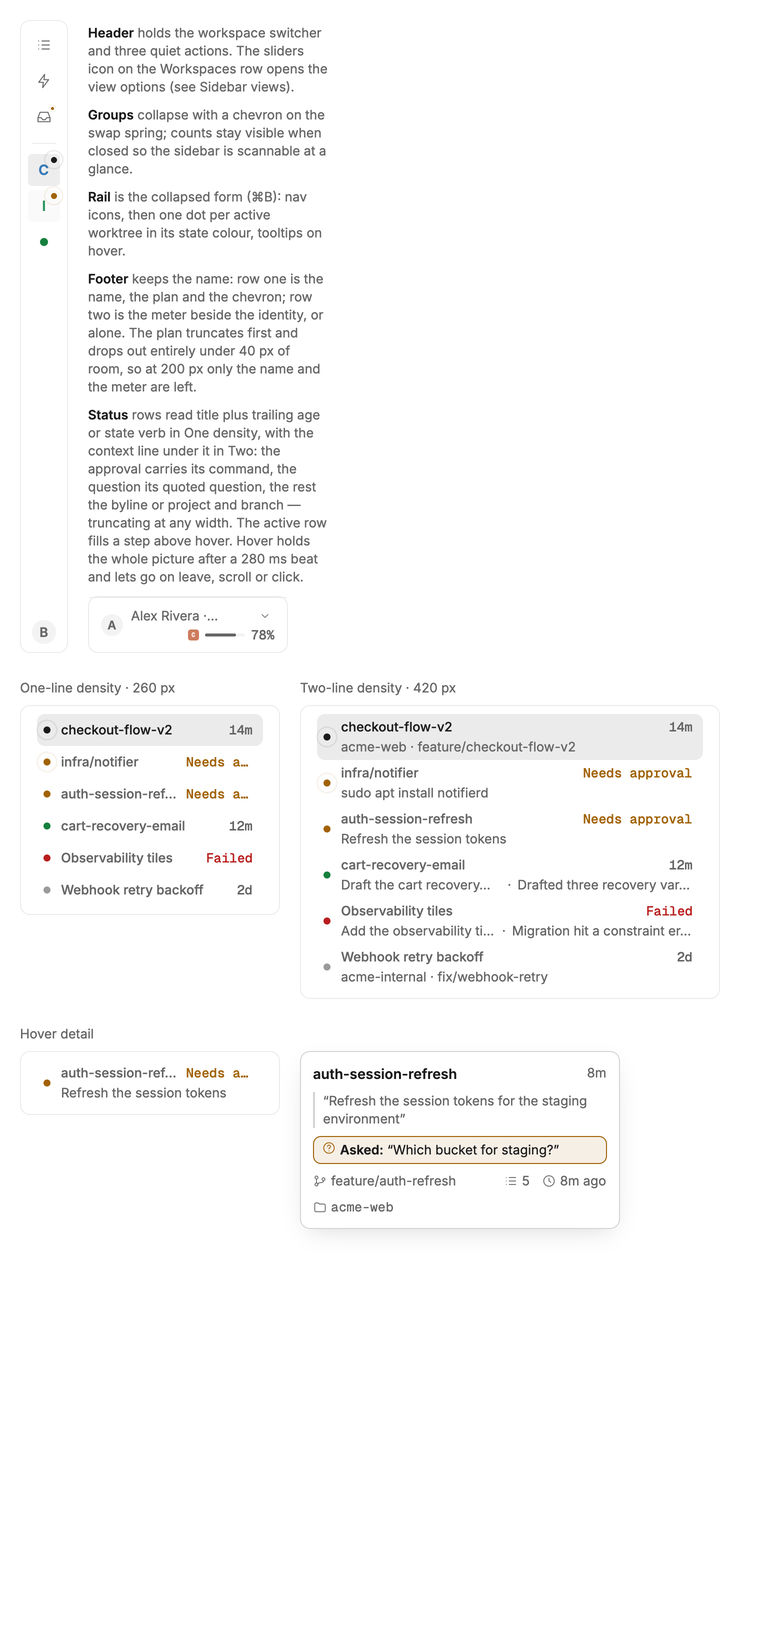 Header holds the workspace switcher
and three quiet actions. The sliders
icon on the Workspaces row opens the
view options (see Sidebar views).
Groups collapse with a chevron on the
swap spring; counts stay visible when
closed so the sidebar is scannable at a
glance.
C
I
Rail is the collapsed form (⌘B): nav
icons, then one dot per active
worktree in its state colour, tooltips on
hover.
Footer keeps the name: row one is the
name, the plan and the chevron; row
two is the meter beside the identity, or
alone. The plan truncates first and
drops out entirely under 40 px of
room, so at 200 px only the name and
the meter are left.
Status rows read title plus trailing age
or state verb in One density, with the
context line under it in Two: the
approval carries its command, the
question its quoted question, the rest
the byline or project and branch —
truncating at any width. The active row
fills a step above hover. Hover holds
the whole picture after a 280 ms beat
and lets go on leave, scroll or click.
B
A
Alex Rivera ·...
C 78%
One-line density · 260 px
checkout-flow-v2 14m
infra/notifier Needs a…
auth-session-ref... Needs a…
cart-recovery-email 12m
Observability tiles Failed
Webhook retry backoff 2d
Two-line density · 420 px
checkout-flow-v2 14m
acme-web · feature/checkout-flow-v2
infra/notifier Needs approval
sudo apt install notifierd
auth-session-refresh Needs approval
Refresh the session tokens
cart-recovery-email 12m
Draft the cart recovery... · Drafted three recovery var...
Observability tiles Failed
Add the observability ti... · Migration hit a constraint er...
Webhook retry backoff 2d
acme-internal · fix/webhook-retry
Hover detail
auth-session-ref... Needs a…
Refresh the session tokens
auth-session-refresh 8m
“Refresh the session tokens for the staging
environment”
Asked: “Which bucket for staging?”
feature/auth-refresh 5 8m ago
acme-web